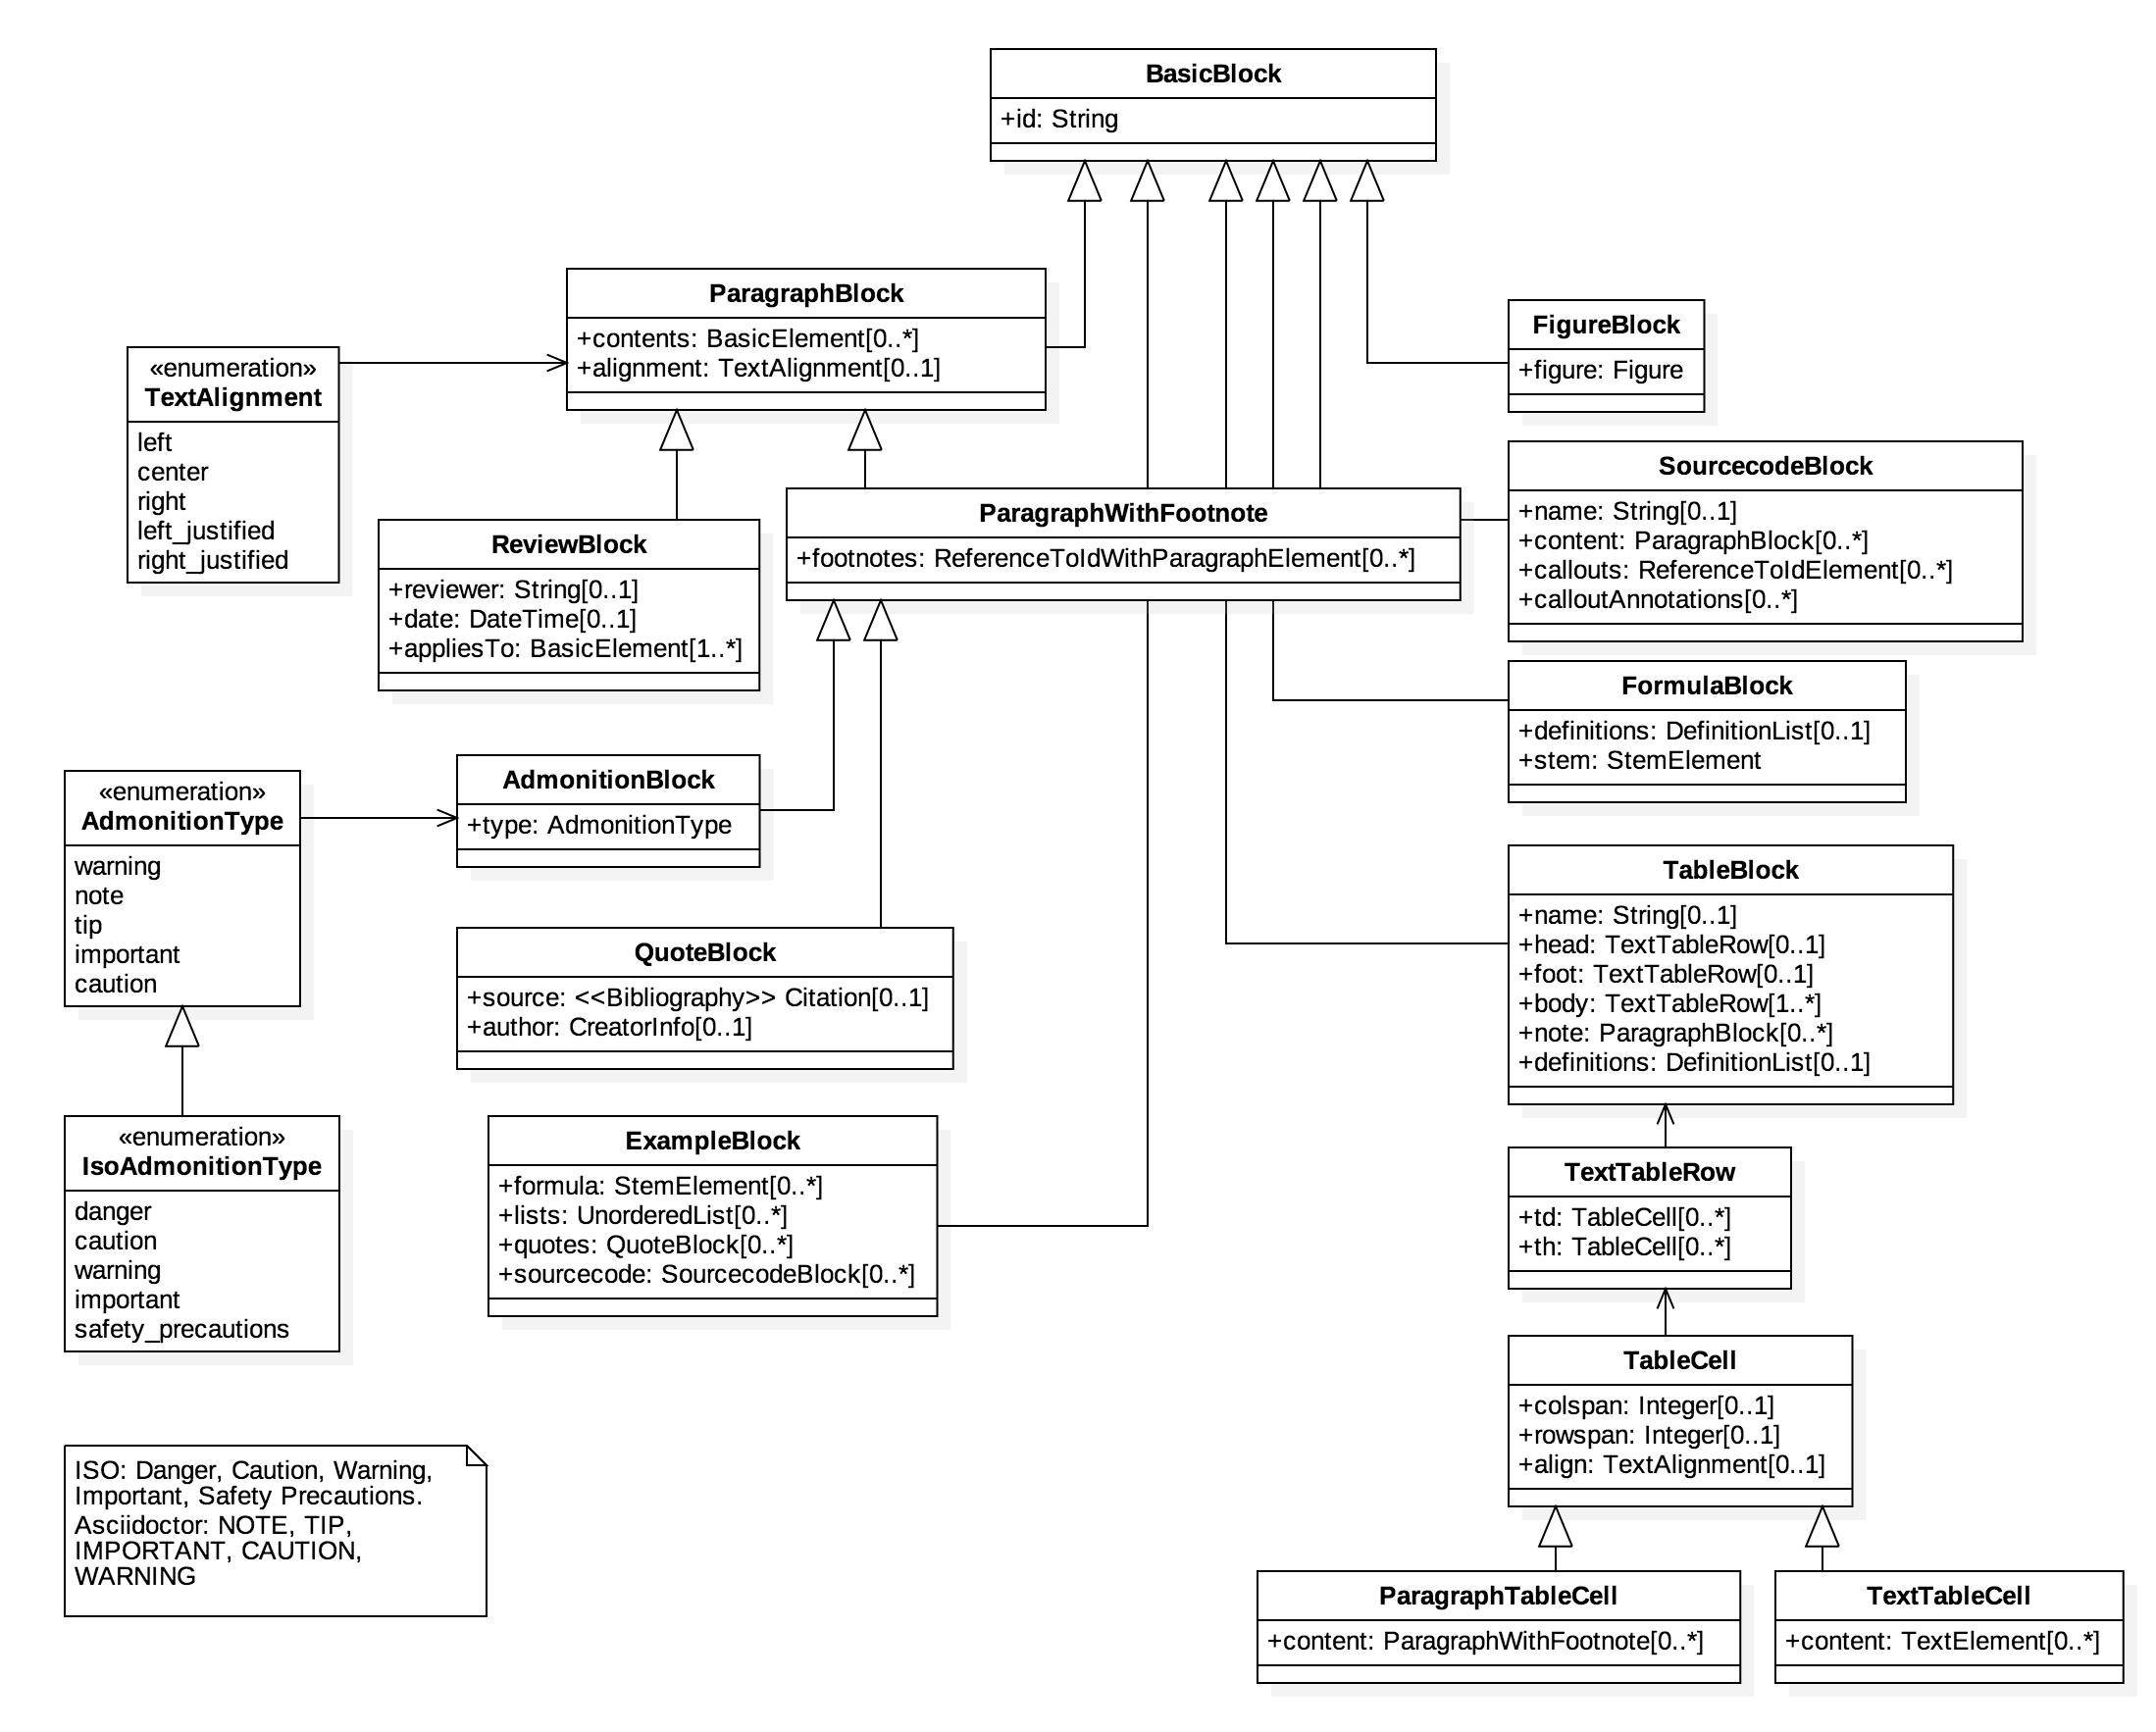 BasicBlock
+id: String
ParagraphBlock
+contents: BasicElement[0..*]
+alignment: TextAlignment[0..1]
FigureBlock
+figure: Figure
«enumeration»
TextAlignment
left
center
right
left_justified
right_justified
SourcecodeBlock
+name: String[0..1]
+content: ParagraphBlock[0..*]
+callouts: ReferenceToIdElement[0..*]
+calloutAnnotations[0..*]
ParagraphWithFootnote
+footnotes: ReferenceToIdWithParagraphElement[0..*]
ReviewBlock
+reviewer: String[0..1]
+date: DateTime[0..1]
+appliesTo: BasicElement[1..*]
FormulaBlock
+definitions: DefinitionList[0..1]
+stem: StemElement
AdmonitionBlock
+type: AdmonitionType
«enumeration»
AdmonitionType
warning
note
tip
important
caution
TableBlock
+name: String[0..1]
+head: TextTableRow[0..1]
+foot: TextTableRow[0..1]
+body: TextTableRow[1..*]
+note: ParagraphBlock[0..*]
+definitions: DefinitionList[0..1]
QuoteBlock
+source: <<Bibliography>> Citation[0..1]
+author: CreatorInfo[0..1]
«enumeration»
IsoAdmonitionType
danger
caution
warning
important
safety_precautions
ExampleBlock
+formula: StemElement[0..*]
+lists: UnorderedList[0..*]
+quotes: QuoteBlock[0..*]
+sourcecode: SourcecodeBlock[0..*]
TextTableRow
+td: TableCell[0..*]
+th: TableCell[0..*]
TableCell
+colspan: Integer[0..1]
+rowspan: Integer[0..1]
+align: TextAlignment[0..1]
ISO: Danger, Caution, Warning,
Important, Safety Precautions.
Asciidoctor: NOTE, TIP,
IMPORTANT, CAUTION,
WARNING
ParagraphTableCell
+content: ParagraphWithFootnote[0..*]
TextTableCell
+content: TextElement[0..*]